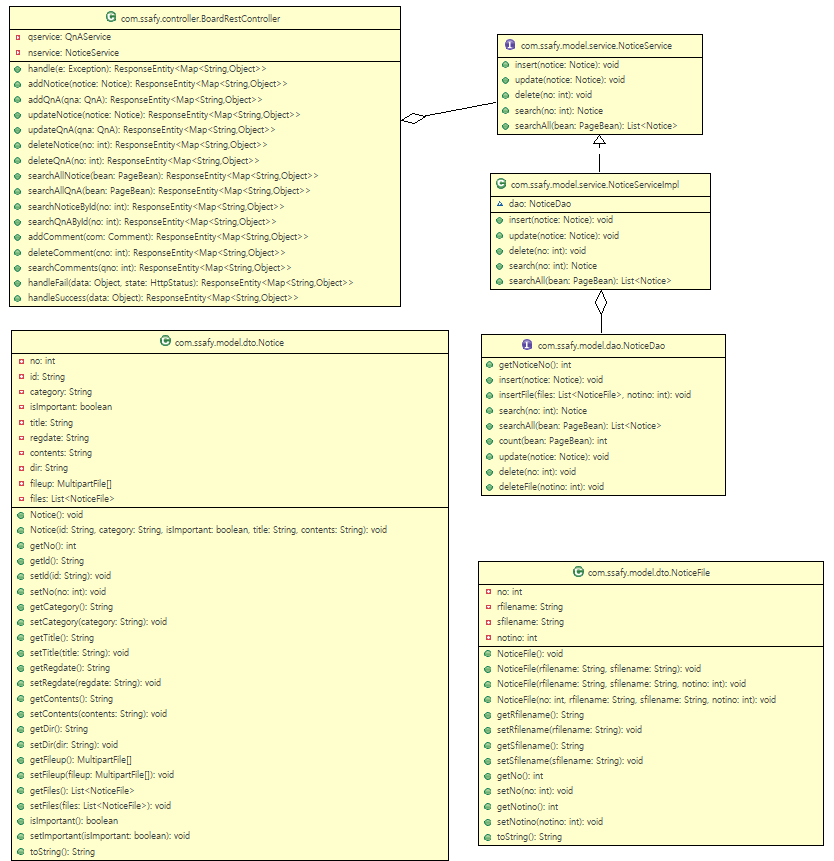 com.ssafy.controller.BoardRestController
qservice: QnAService
nservice: NoticeService
handle(e: Exception): ResponseEntity<Map<String,Object>>
addNotice(notice: Notice): ResponseEntity<Map<String,Object>>
addQnA(qna: QnA): ResponseEntity<Map<String,Object>>
updateNotice(notice: Notice): ResponseEntity<Map<String,Object>>
updateQnA(qna: QnA): ResponseEntity<Map<String,Object>>
deleteNotice(no: int): ResponseEntity<Map<String,Object>>
deleteQnA(no: int): ResponseEntity<Map<String,Object>>
searchAllNotice(bean: PageBean): ResponseEntity<Map<String,Object>>
searchAllQnA(bean: PageBean): ResponseEntity<Map<String,Object>>
searchNoticeById(no: int): ResponseEntity<Map<String,Object>>
searchQnAById(no: int): ResponseEntity<Map<String,Object>>
addComment(com: Comment): ResponseEntity<Map<String,Object>>
deleteComment(cno: int): ResponseEntity<Map<String,Object>>
searchComments(qno: int): ResponseEntity<Map<String,Object>>
handleFail(data: Object, state: HttpStatus): ResponseEntity<Map<String,Object>>
handleSuccess(data: Object): ResponseEntity<Map<String,Object>>
com.ssafy.model.service.NoticeService
insert(notice: Notice): void
update(notice: Notice): void
delete(no: int): void
search(no: int): Notice
searchAll(bean: PageBean): List<Notice>
com.ssafy.model.service.NoticeServiceImpl
dao: NoticeDao
insert(notice: Notice): void
update(notice: Notice): void
delete(no: int): void
search(no: int): Notice
searchAll(bean: PageBean): List<Notice>
com.ssafy.model.dao.NoticeDao
getNoticeNo(): int
insert(notice: Notice): void
insertFile(files: List<NoticeFile>, notino: int): void
search(no: int): Notice
searchAll(bean: PageBean): List<Notice>
count(bean: PageBean): int
update(notice: Notice): void
delete(no: int): void
deleteFile(notino: int): void
com.ssafy.model.dto.Notice
no: int
id: String
category: String
isImportant: boolean
title: String
regdate: String
contents: String
dir: String
fileup: MultipartFile[]
files: List<NoticeFile>
Notice(): void
Notice(id: String, category: String, isImportant: boolean, title: String, contents: String): void
getNo(): int
getId(): String
setId(id: String): void
setNo(no: int): void
getCategory(): String
setCategory(category: String): void
getTitle(): String
setTitle(title: String): void
getRegdate(): String
setRegdate(regdate: String): void
getContents(): String
setContents(contents: String): void
getDir(): String
setDir(dir: String): void
getFileup(): MultipartFile[]
setFileup(fileup: MultipartFile[]): void
getFiles(): List<NoticeFile>
setFiles(files: List<NoticeFile>): void
isImportant(): boolean
setImportant(isImportant: boolean): void
toString(): String
com.ssafy.model.dto.NoticeFile
no: int
rfilename: String
sfilename: String
notino: int
NoticeFile(): void
NoticeFile(rfilename: String, sfilename: String): void
NoticeFile(rfilename: String, sfilename: String, notino: int): void
NoticeFile(no: int, rfilename: String, sfilename: String, notino: int): void
getRfilename(): String
setRfilename(rfilename: String): void
getSfilename(): String
setSfilename(sfilename: String): void
getNo(): int
setNo(no: int): void
getNotino(): int
setNotino(notino: int): void
toString(): String